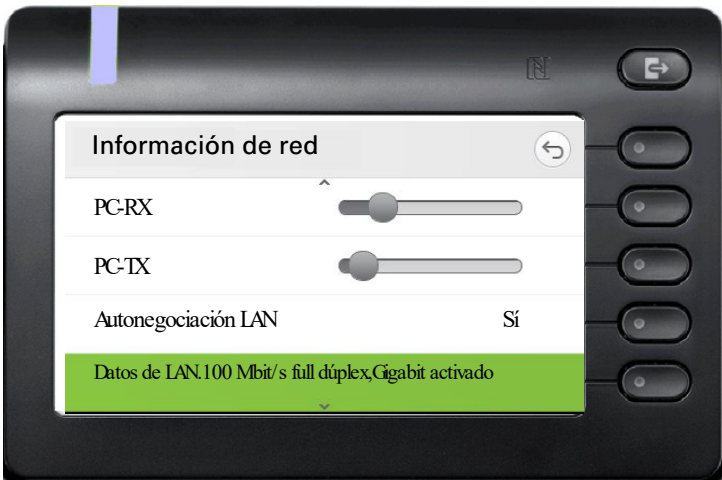 Información de red
PC-RX
PC-TX
Autonegociación LAN Sí
Datos de LAN.100 Mbit/s full dúplex,Gigabit activado